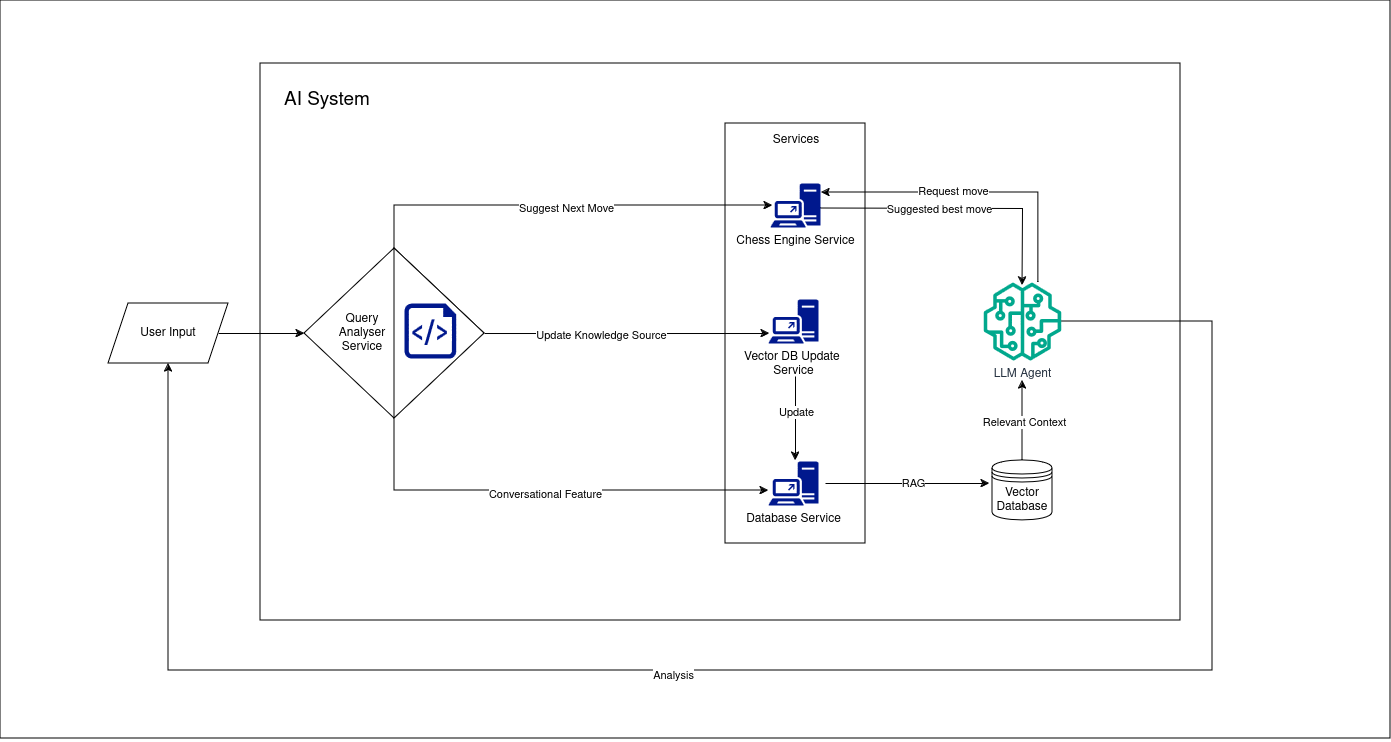 AI System
Services
Request move
Suggest Next Move
Suggested best move
Chess Engine Service
User Input
Query
Analyser
Service
</>
Update Knowledge Source
Vector DB Update
Service
LLM Agent
Update
Relevant Context
Conversational Feature
RAG
Vector
Database
Database Service
Analysis